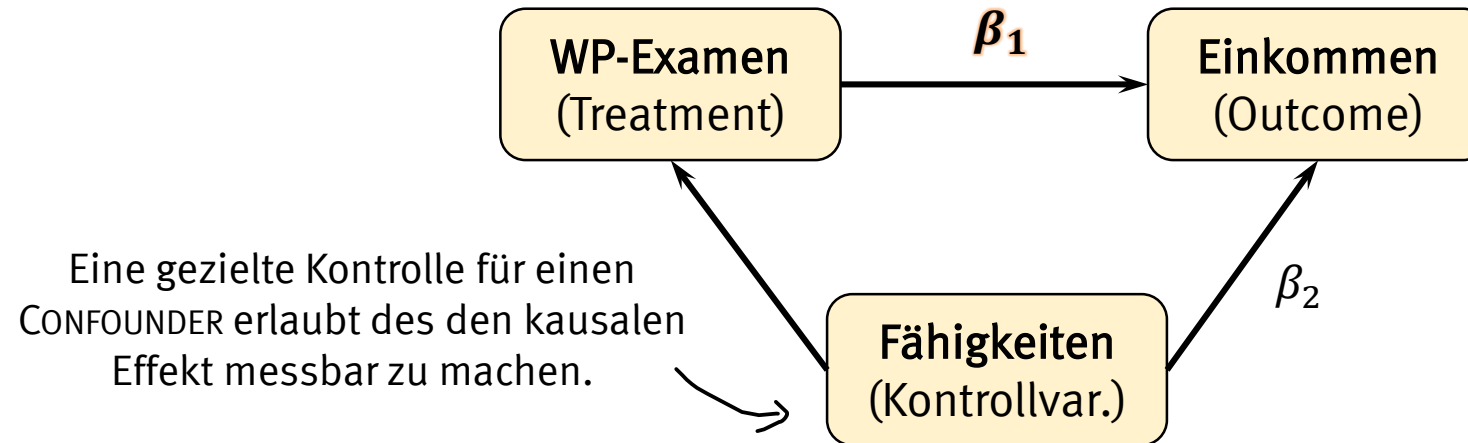 WP-Examen
(Treatment)
β₁
Einkommen
(Outcome)
Eine gezielte Kontrolle für einen
CONFOUNDER erlaubt des den kausalen
Effekt messbar zu machen.
β₂
Fähigkeiten
(Kontrollvar.)